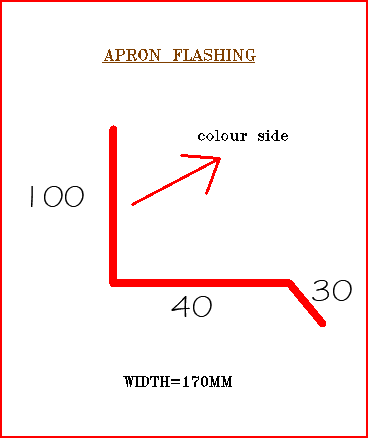 APRON FLASHING
colour side
100
30
40
WIDTH=170MM